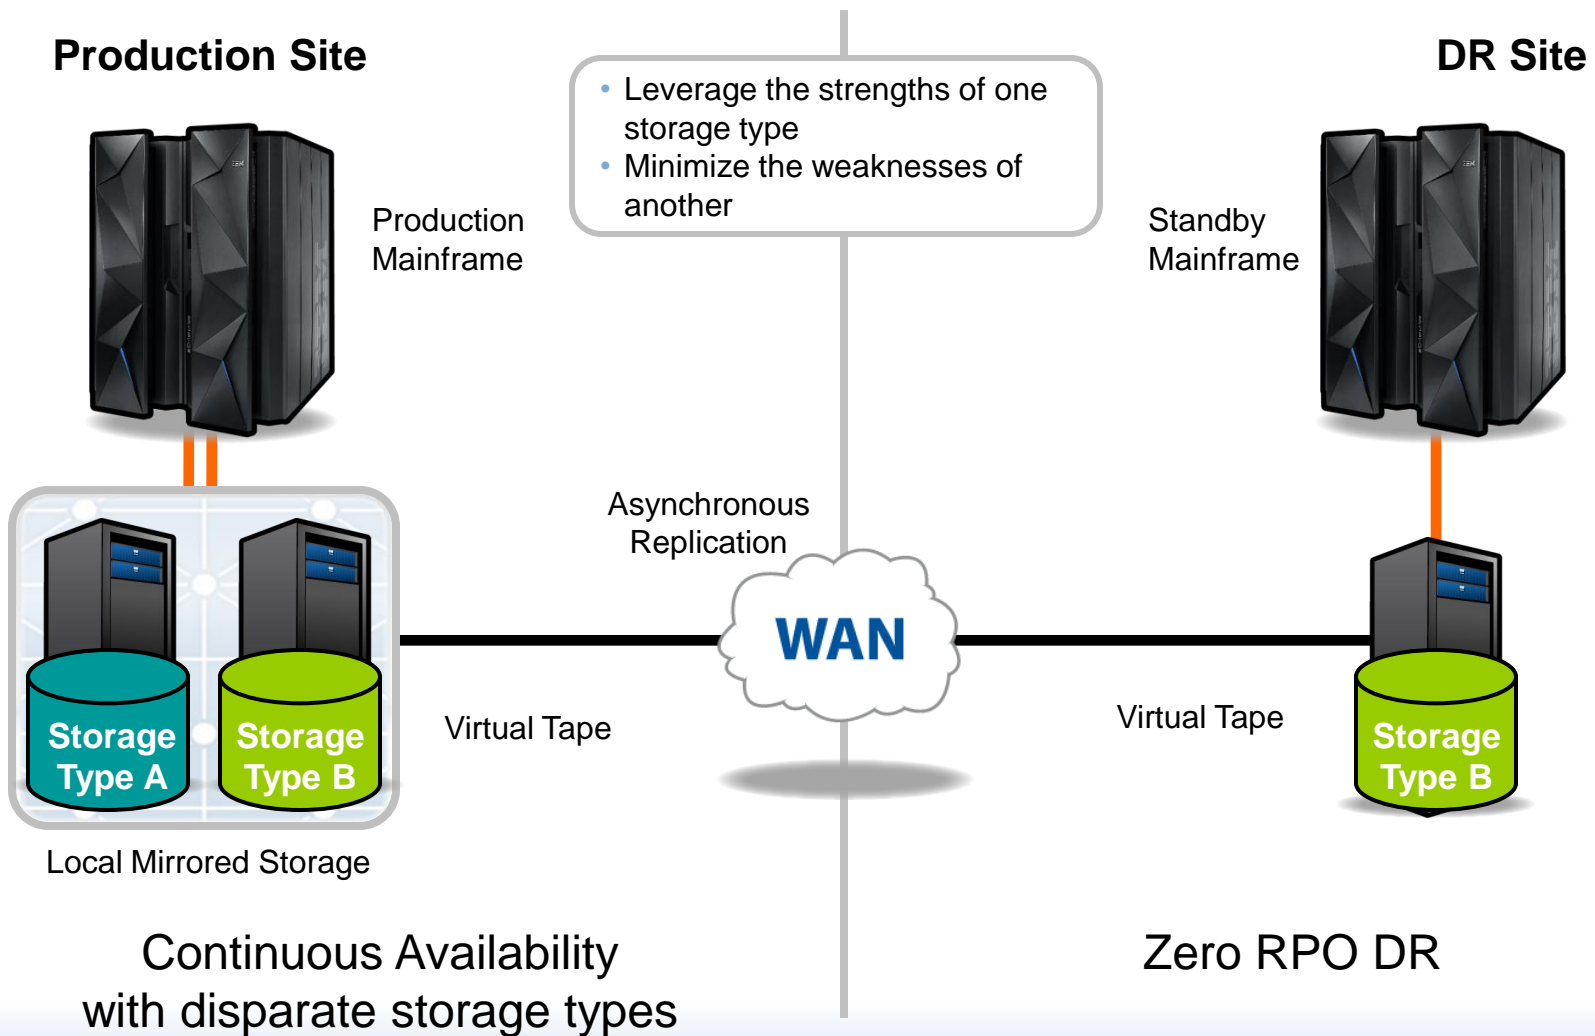 Production Site
DR Site
• Leverage the strengths of one
storage type
• Minimize the weaknesses of
another
Production
Mainframe
Standby
Mainframe
Asynchronous
Replication
WAN
Storage
Type A
Storage
Type B
Virtual Tape
Virtual Tape
Storage
Type B
Local Mirrored Storage
Continuous Availability
with disparate storage types
Zero RPO DR